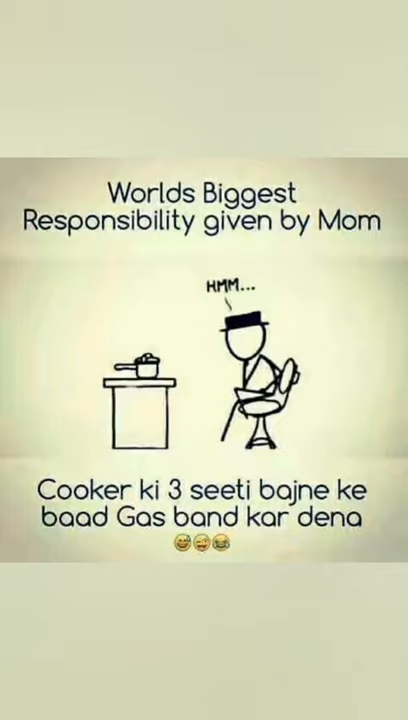 Worlds Biggest
Responsibility given by Mom
HMM...
Cooker ki 3 seeti bajne ke
baad Gas band kar dena
😅😜😂